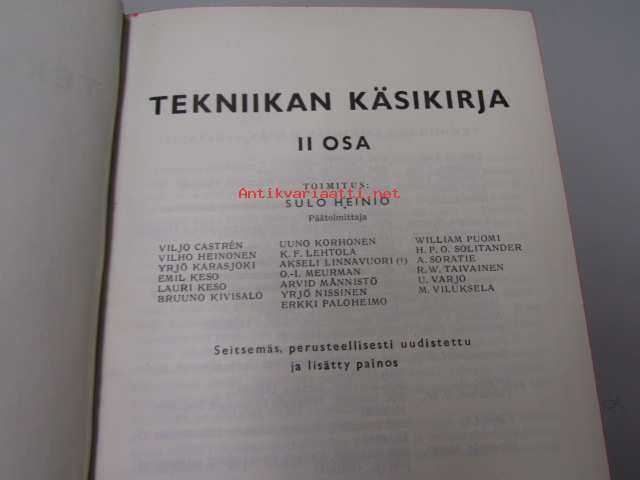 TEKNIIKAN KÄSIKIRJA
II OSA
TOIMITUS:
Antikvariaatti.net
SULO HEINIÖ
Päätoimittaja
VILJO CASTRÉN
VILHO HEINONEN
YRJÖ KARASJOKI
EMIL KESO
LAURI KESO
BRUUNO KIVISALO
UUNO KORHONEN
K. F. LEHTOLA
AKSELI LINNAVUORI (†)
O.-I. MEURMAN
ARVID MÄNNISTÖ
YRJÖ NISSINEN
ERKKI PALOHEIMO
WILLIAM PUOMI
H. P. O. SOLITANDER
A. SORATIE
R. W. TAIVAINEN
U. VARJO
M. VILUKSELA
Seitsemäs, perusteellisesti uudistettu
ja lisätty painos